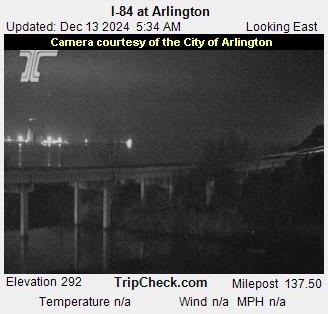 I-84 at Arlington
Updated: Dec 13 2024 5:34 AM Looking East
Camera courtesy of the City of Arlington
Elevation 292 TripCheck.com Milepost 137.50
Temperature n/a Wind n/a MPH n/a